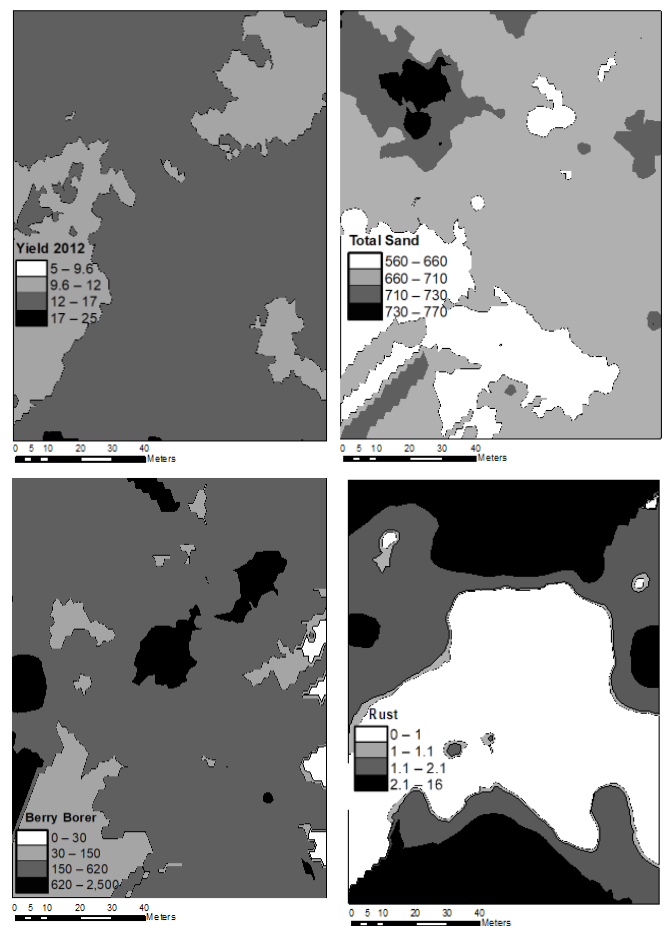 Yield 2012
5 – 9.6
9.6 – 12
12 – 17
17 – 25
0 5 10 20 30 40
Meters
Total Sand
560 – 660
660 – 710
710 – 730
730 – 770
0 5 10 20 30 40
Meters
Berry Borer
0 – 30
30 – 150
150 – 620
620 – 2,500
0 5 10 20 30 40
Meters
Rust
0 – 1
1 – 1.1
1.1 – 2.1
2.1 – 16
0 5 10 20 30 40
Meters